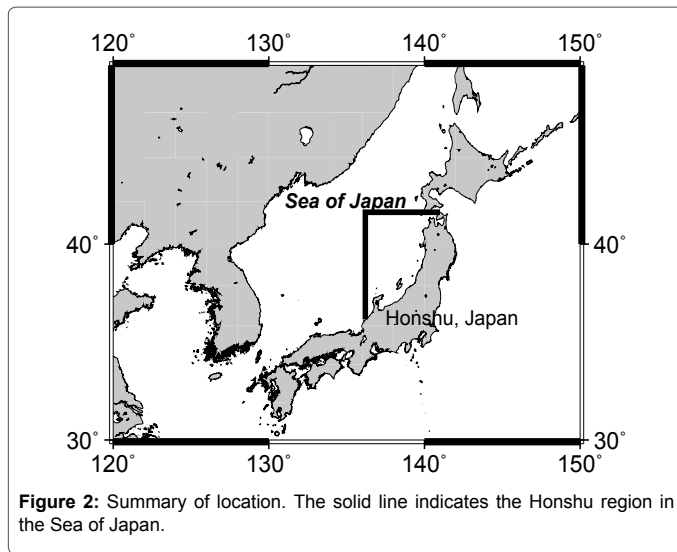 120˚ 130˚ 140˚ 150˚
Sea of Japan
40˚ 40˚
Honshu, Japan
30˚ 30˚
120˚ 130˚ 140˚ 150˚
Figure 2: Summary of location. The solid line indicates the Honshu region in
the Sea of Japan.